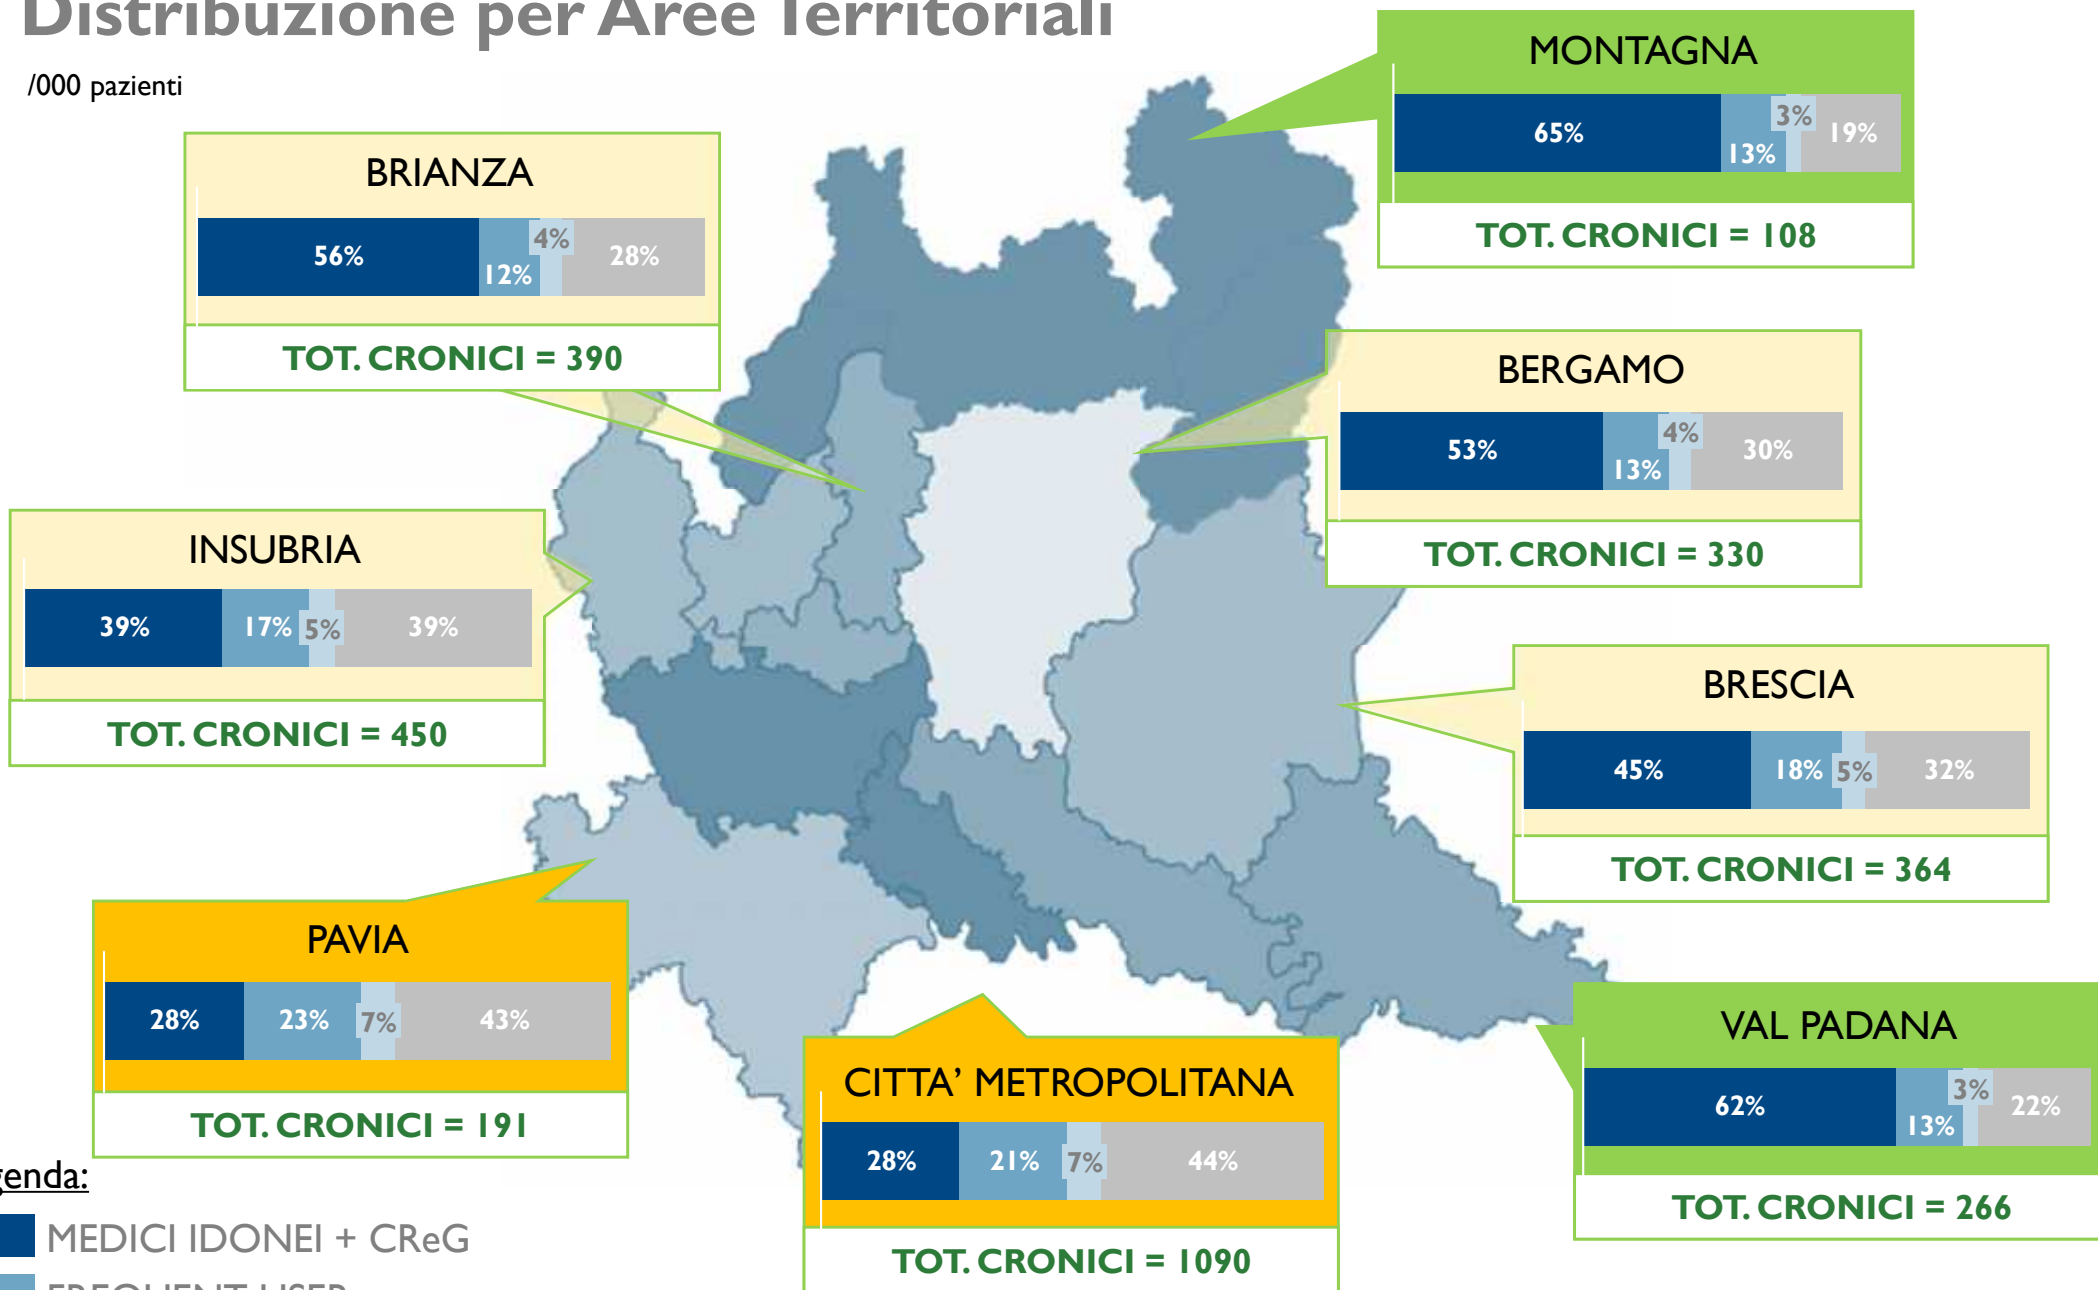 Distribuzione per Aree Territoriali
/000 pazienti
MONTAGNA
65%
13%
3%
19%
TOT. CRONICI = 108
BRIANZA
56%
12%
4%
28%
TOT. CRONICI = 390
BERGAMO
53%
13%
4%
30%
TOT. CRONICI = 330
INSUBRIA
39%
17%
5%
39%
TOT. CRONICI = 450
BRESCIA
45%
18%
5%
32%
TOT. CRONICI = 364
PAVIA
28%
23%
7%
43%
TOT. CRONICI = 191
CITTA’ METROPOLITANA
28%
21%
7%
44%
TOT. CRONICI = 1090
VAL PADANA
62%
13%
3%
22%
TOT. CRONICI = 266
genda:
MEDICI IDONEI + CReG
FREQUENT USER